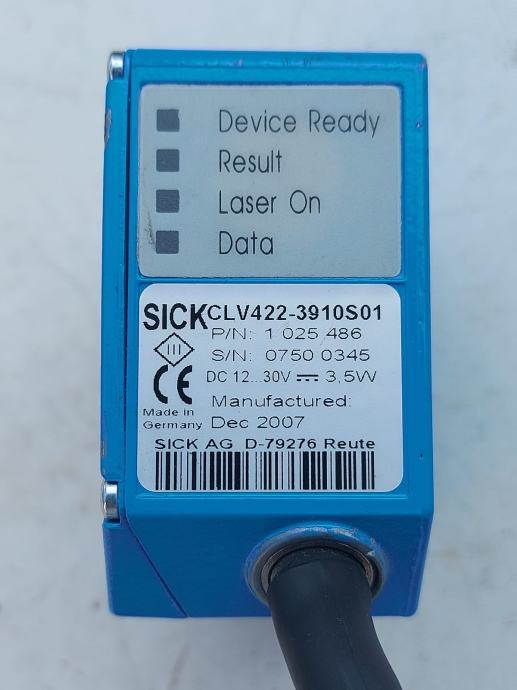 Device Ready
Result
Laser On
Data
SICK CLV422-3910S01
P/N: 1 025 486
S/N: 0750 0345
III
CE
DC 12...30V ⎓ 3,5W
Manufactured:
Made in
Germany
Dec 2007
SICK AG D-79276 Reute